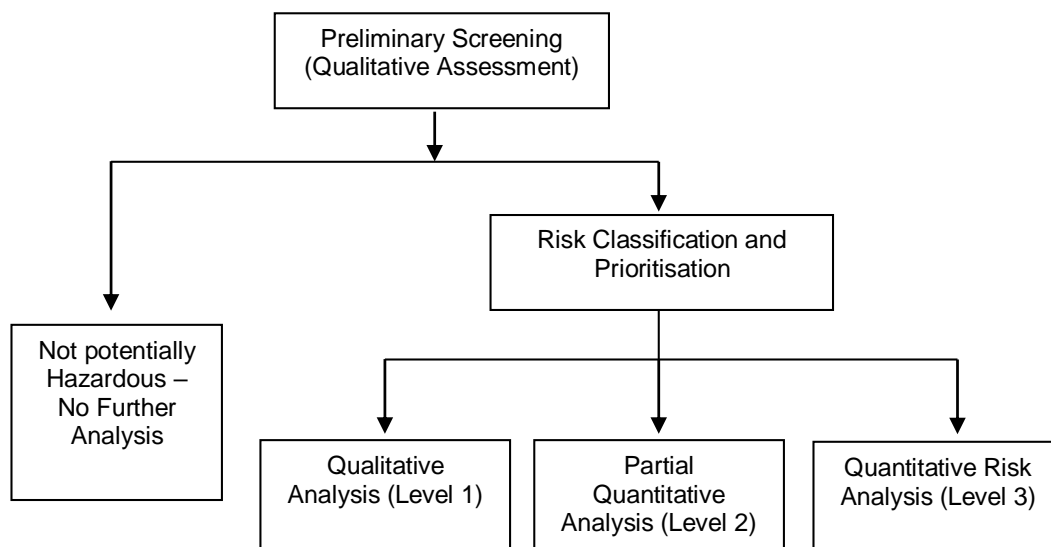 Preliminary Screening
(Qualitative Assessment)
Risk Classification and
Prioritisation
Not potentially
Hazardous –
No Further
Analysis
Qualitative
Analysis (Level 1)
Partial
Quantitative
Analysis (Level 2)
Quantitative Risk
Analysis (Level 3)